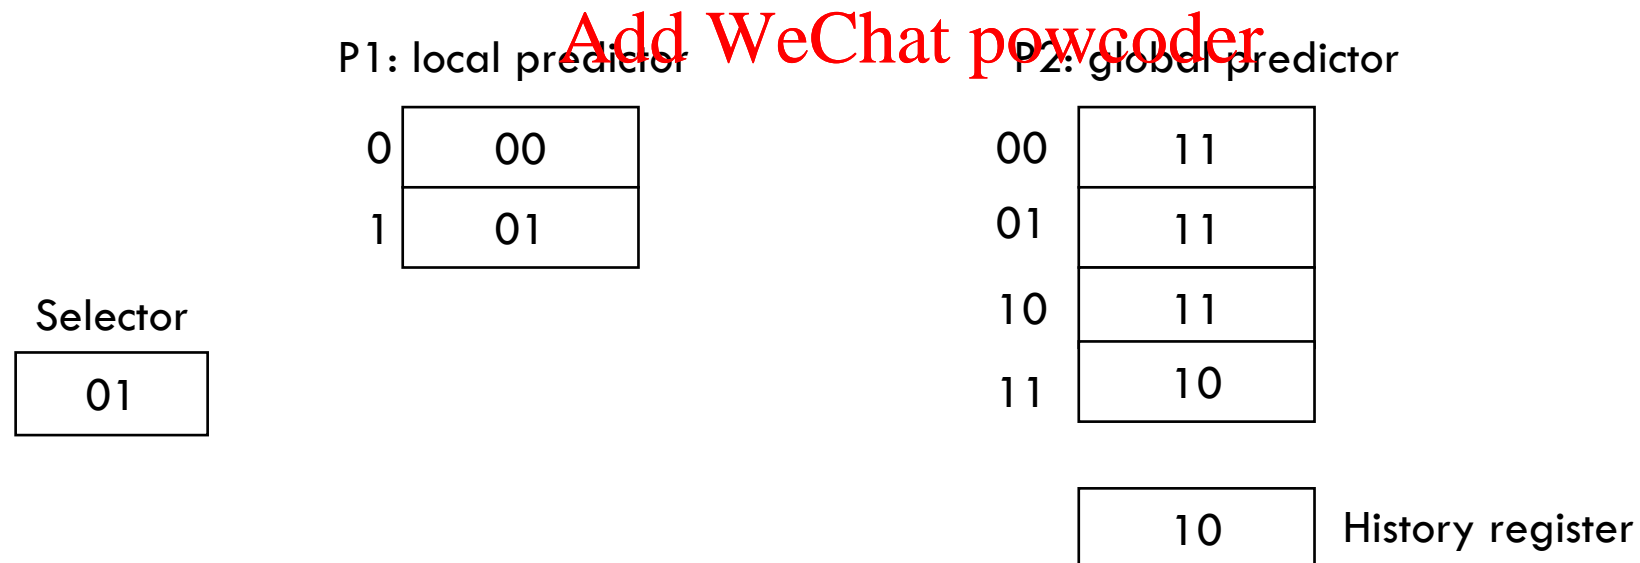 Add WeChat powcoder
P1: local predictor P2: global predictor
0 00 00 11
1 01 01 11
Selector 10 11
01 11 10
10 History register